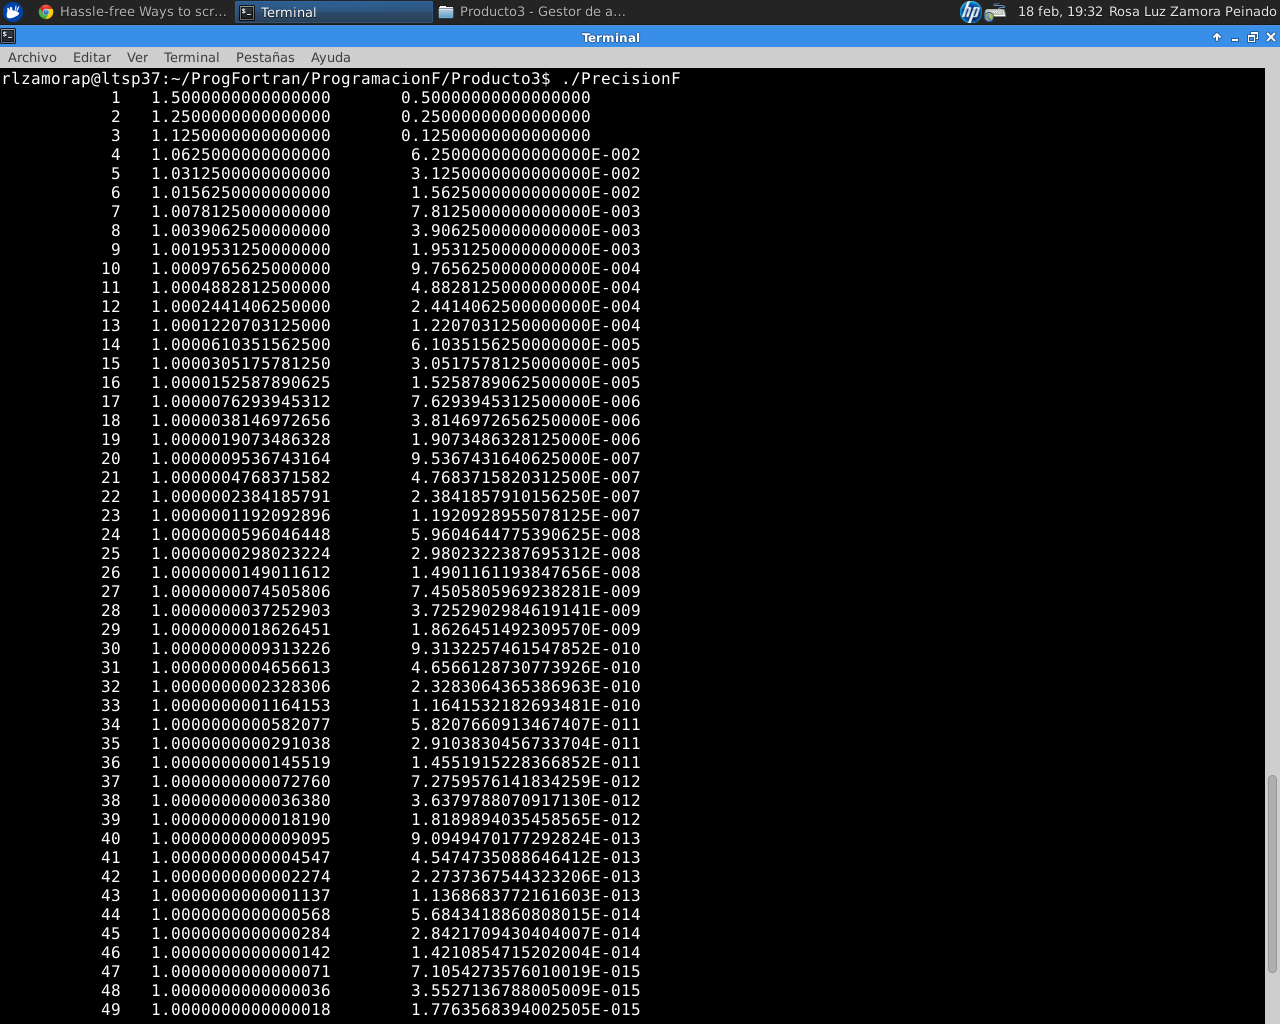 Hassle-free Ways to scr...
Terminal
Producto3 - Gestor de a...
hp
18 feb, 19:32 Rosa Luz Zamora Peinado
Terminal
Archivo Editar Ver Terminal Pestañas Ayuda
rlzamorap@ltsp37:~/ProgFortran/ProgramacionF/Producto3$ ./PrecisionF
1 1.5000000000000000 0.50000000000000000
2 1.2500000000000000 0.25000000000000000
3 1.1250000000000000 0.12500000000000000
4 1.0625000000000000 6.2500000000000000E-002
5 1.0312500000000000 3.1250000000000000E-002
6 1.0156250000000000 1.5625000000000000E-002
7 1.0078125000000000 7.8125000000000000E-003
8 1.0039062500000000 3.9062500000000000E-003
9 1.0019531250000000 1.9531250000000000E-003
10 1.0009765625000000 9.7656250000000000E-004
11 1.0004882812500000 4.8828125000000000E-004
12 1.0002441406250000 2.4414062500000000E-004
13 1.0001220703125000 1.2207031250000000E-004
14 1.0000610351562500 6.1035156250000000E-005
15 1.0000305175781250 3.0517578125000000E-005
16 1.0000152587890625 1.5258789062500000E-005
17 1.0000076293945312 7.6293945312500000E-006
18 1.0000038146972656 3.8146972656250000E-006
19 1.0000019073486328 1.9073486328125000E-006
20 1.0000009536743164 9.5367431640625000E-007
21 1.0000004768371582 4.7683715820312500E-007
22 1.0000002384185791 2.3841857910156250E-007
23 1.0000001192092896 1.1920928955078125E-007
24 1.0000000596046448 5.9604644775390625E-008
25 1.0000000298023224 2.9802322387695312E-008
26 1.0000000149011612 1.4901161193847656E-008
27 1.0000000074505806 7.4505805969238281E-009
28 1.0000000037252903 3.7252902984619141E-009
29 1.0000000018626451 1.8626451492309570E-009
30 1.0000000009313226 9.3132257461547852E-010
31 1.0000000004656613 4.6566128730773926E-010
32 1.0000000002328306 2.3283064365386963E-010
33 1.0000000001164153 1.1641532182693481E-010
34 1.0000000000582077 5.8207660913467407E-011
35 1.0000000000291038 2.9103830456733704E-011
36 1.0000000000145519 1.4551915228366852E-011
37 1.0000000000072760 7.2759576141834259E-012
38 1.0000000000036380 3.6379788070917130E-012
39 1.0000000000018190 1.8189894035458565E-012
40 1.0000000000009095 9.0949470177292824E-013
41 1.0000000000004547 4.5474735088646412E-013
42 1.0000000000002274 2.2737367544323206E-013
43 1.0000000000001137 1.1368683772161603E-013
44 1.0000000000000568 5.6843418860808015E-014
45 1.0000000000000284 2.8421709430404007E-014
46 1.0000000000000142 1.4210854715202004E-014
47 1.0000000000000071 7.1054273576010019E-015
48 1.0000000000000036 3.5527136788005009E-015
49 1.0000000000000018 1.7763568394002505E-015